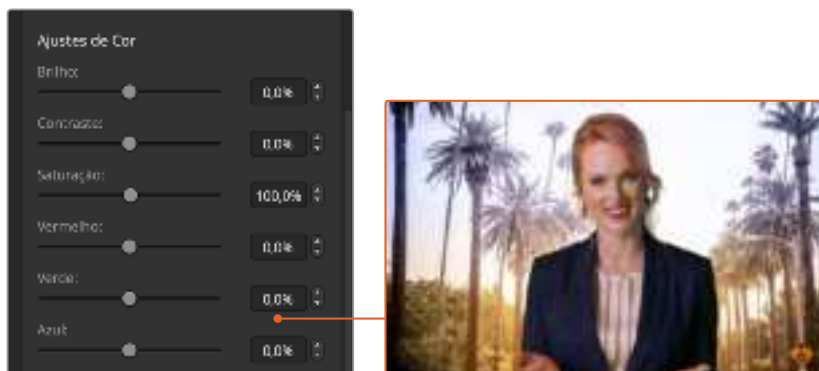 Ajustes de Cor
Brilho:
0,0%
Contraste:
0,0%
Saturação:
100,0%
Vermelho:
0,0%
Verde:
0,0%
Azul:
0,0%